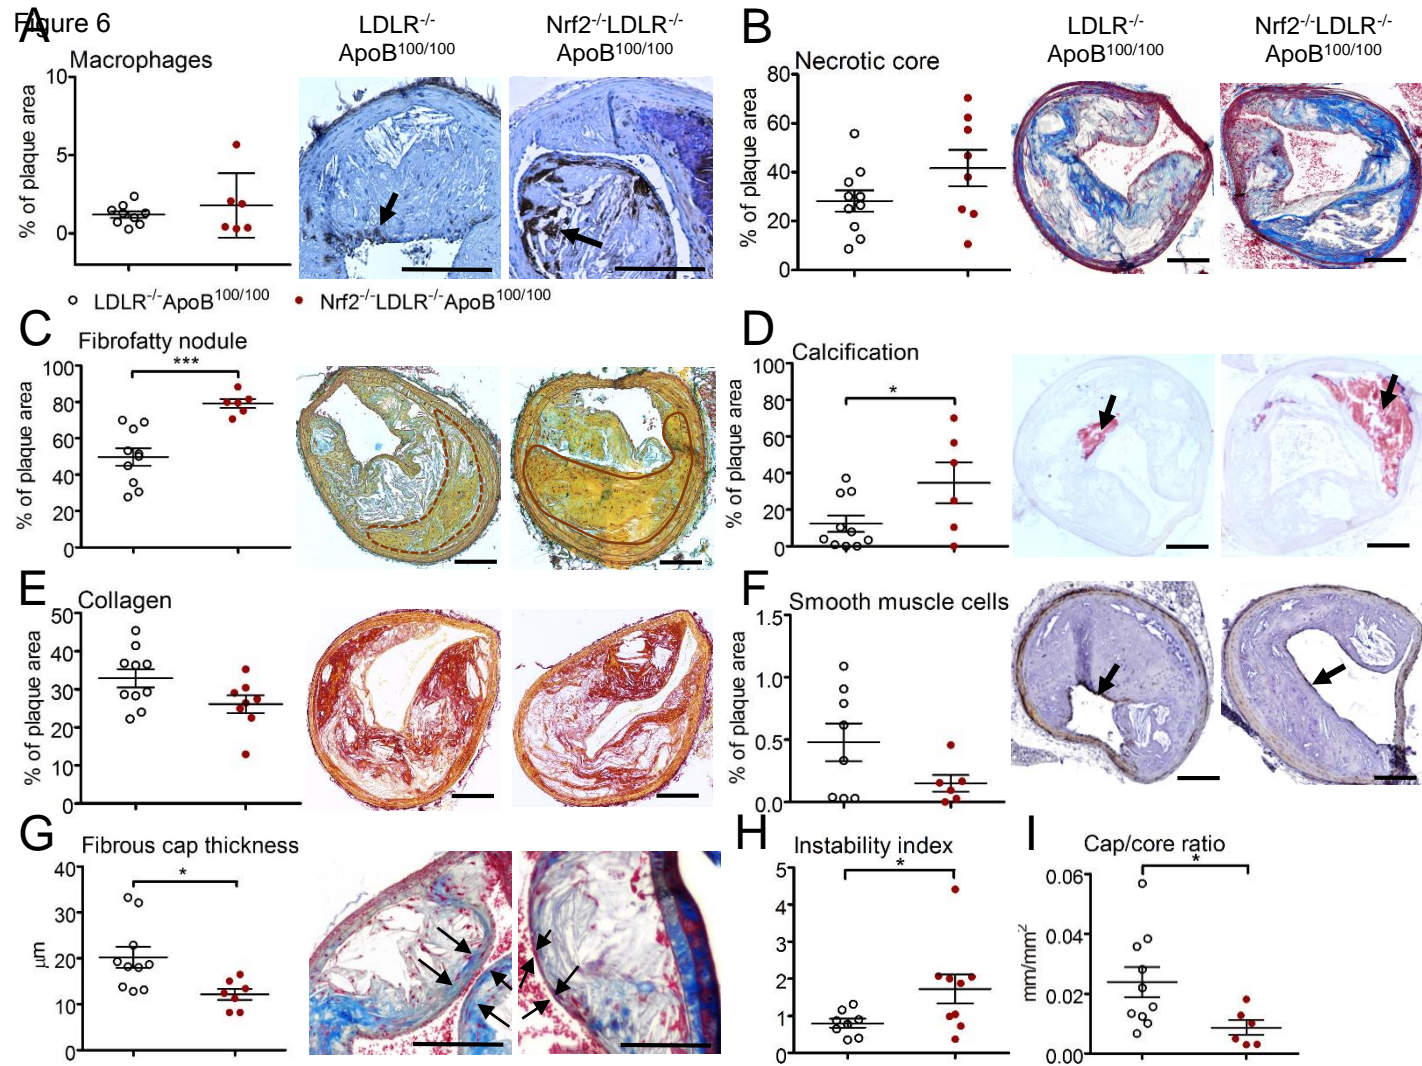 Figure 6
A
Macrophages
% of plaque area
10
5
0
LDLR-/-
ApoB100/100
Nrf2-/-LDLR-/-
ApoB100/100
B
Necrotic core
% of plaque area
80
60
40
20
0
LDLR-/-
ApoB100/100
Nrf2-/-LDLR-/-
ApoB100/100
LDLR-/-ApoB100/100
Nrf2-/-LDLR-/-ApoB100/100
C
Fibrofatty nodule
***
% of plaque area
100
80
60
40
20
0
D
Calcification
*
% of plaque area
100
80
60
40
20
0
E
Collagen
% of plaque area
50
40
30
20
10
0
F
Smooth muscle cells
% of plaque area
1.5
1.0
0.5
0.0
G
Fibrous cap thickness
*
μm
40
30
20
10
0
H
Instability index
*
5
4
3
2
1
0
I
Cap/core ratio
*
mm/mm2
0.06
0.04
0.02
0.00